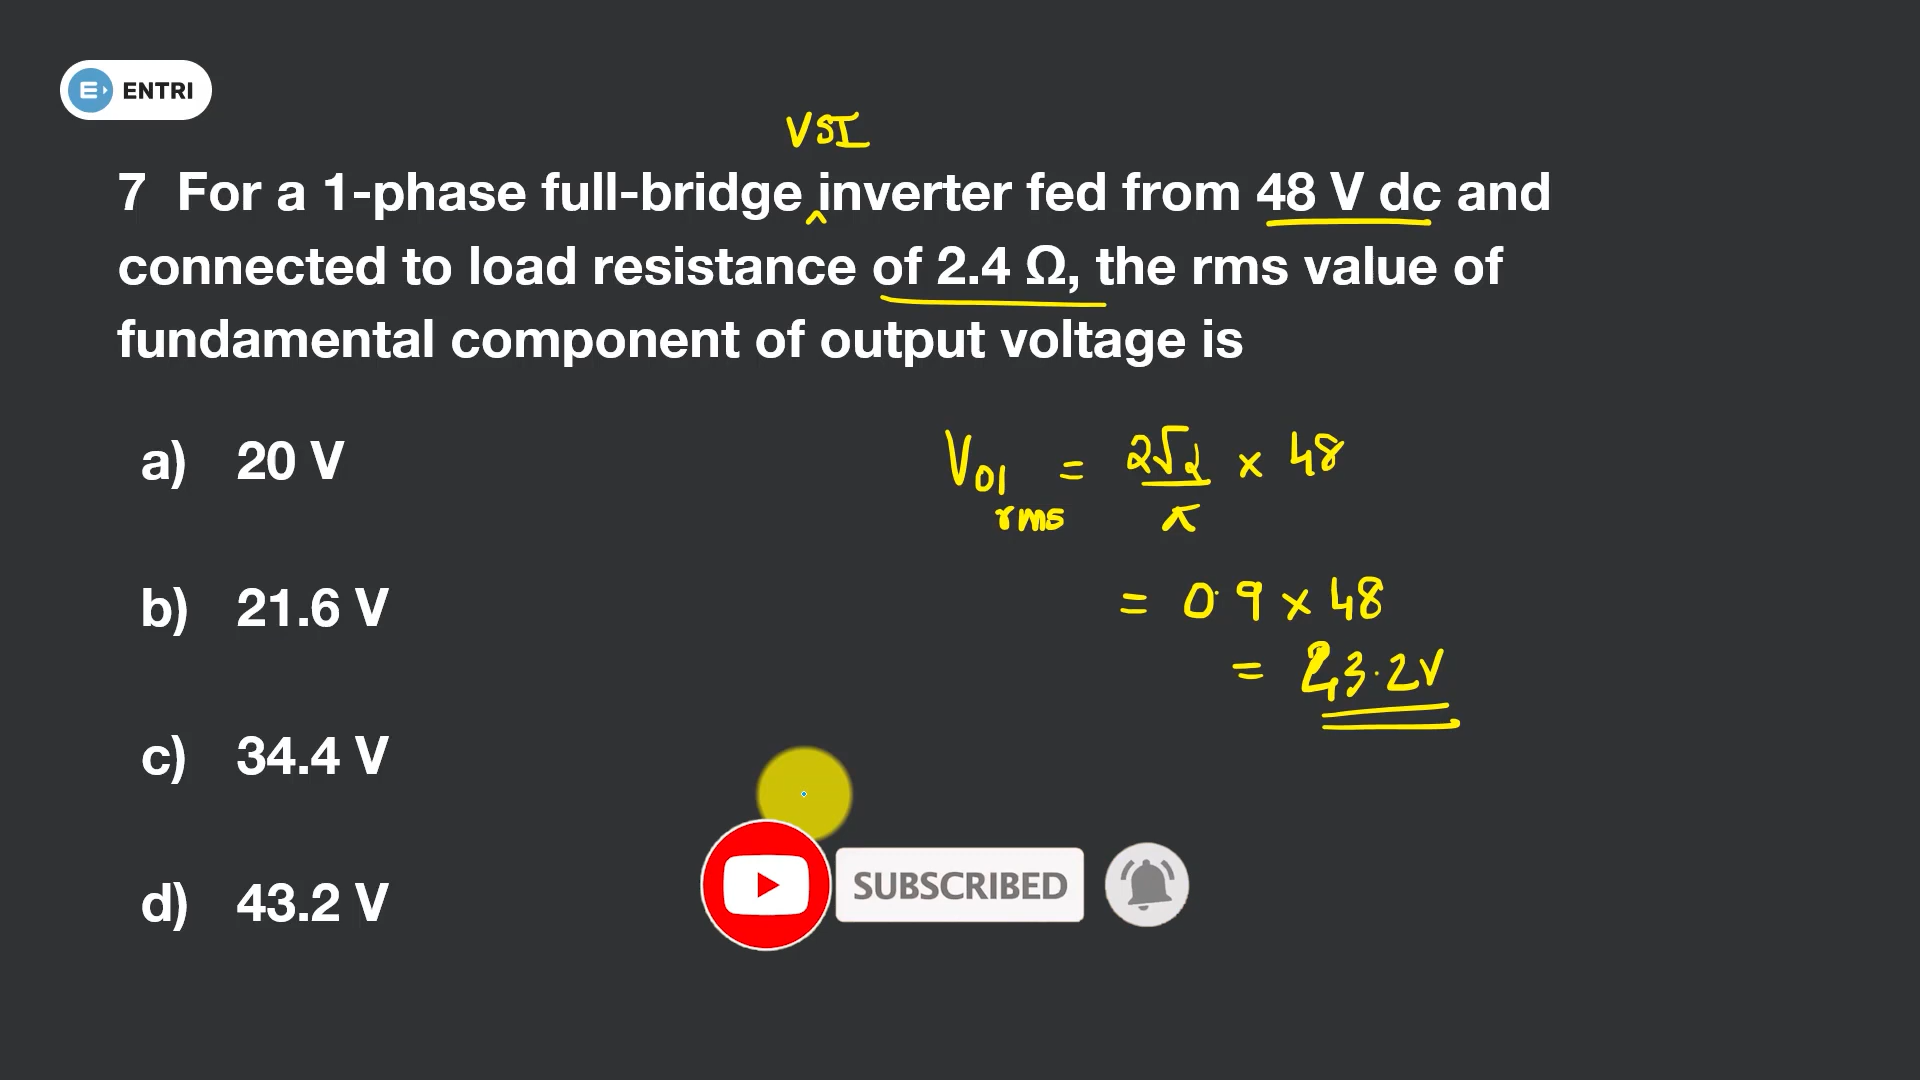 ENTRI
VSI
7 For a 1-phase full-bridge inverter fed from 48 V dc and
connected to load resistance of 2.4 Ω, the rms value of
fundamental component of output voltage is
a) 20 V
b) 21.6 V
c) 34.4 V
d) 43.2 V
V01 rms = 2√2/π × 48
= 0.9 × 48
= 43.2V
SUBSCRIBED